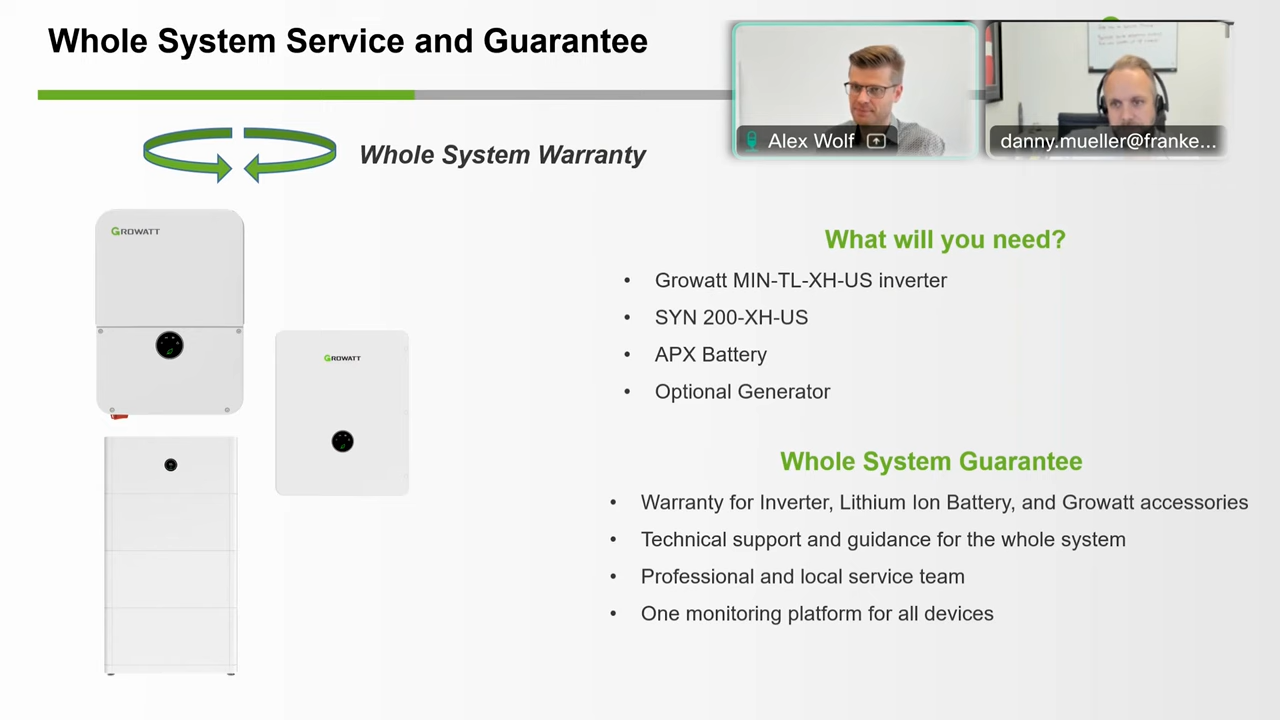 Whole System Service and Guarantee
Alex Wolf
danny.mueller@franke...
Whole System Warranty
GROWATT
GROWATT
What will you need?
• Growatt MIN-TL-XH-US inverter
• SYN 200-XH-US
• APX Battery
• Optional Generator
Whole System Guarantee
• Warranty for Inverter, Lithium Ion Battery, and Growatt accessories
• Technical support and guidance for the whole system
• Professional and local service team
• One monitoring platform for all devices